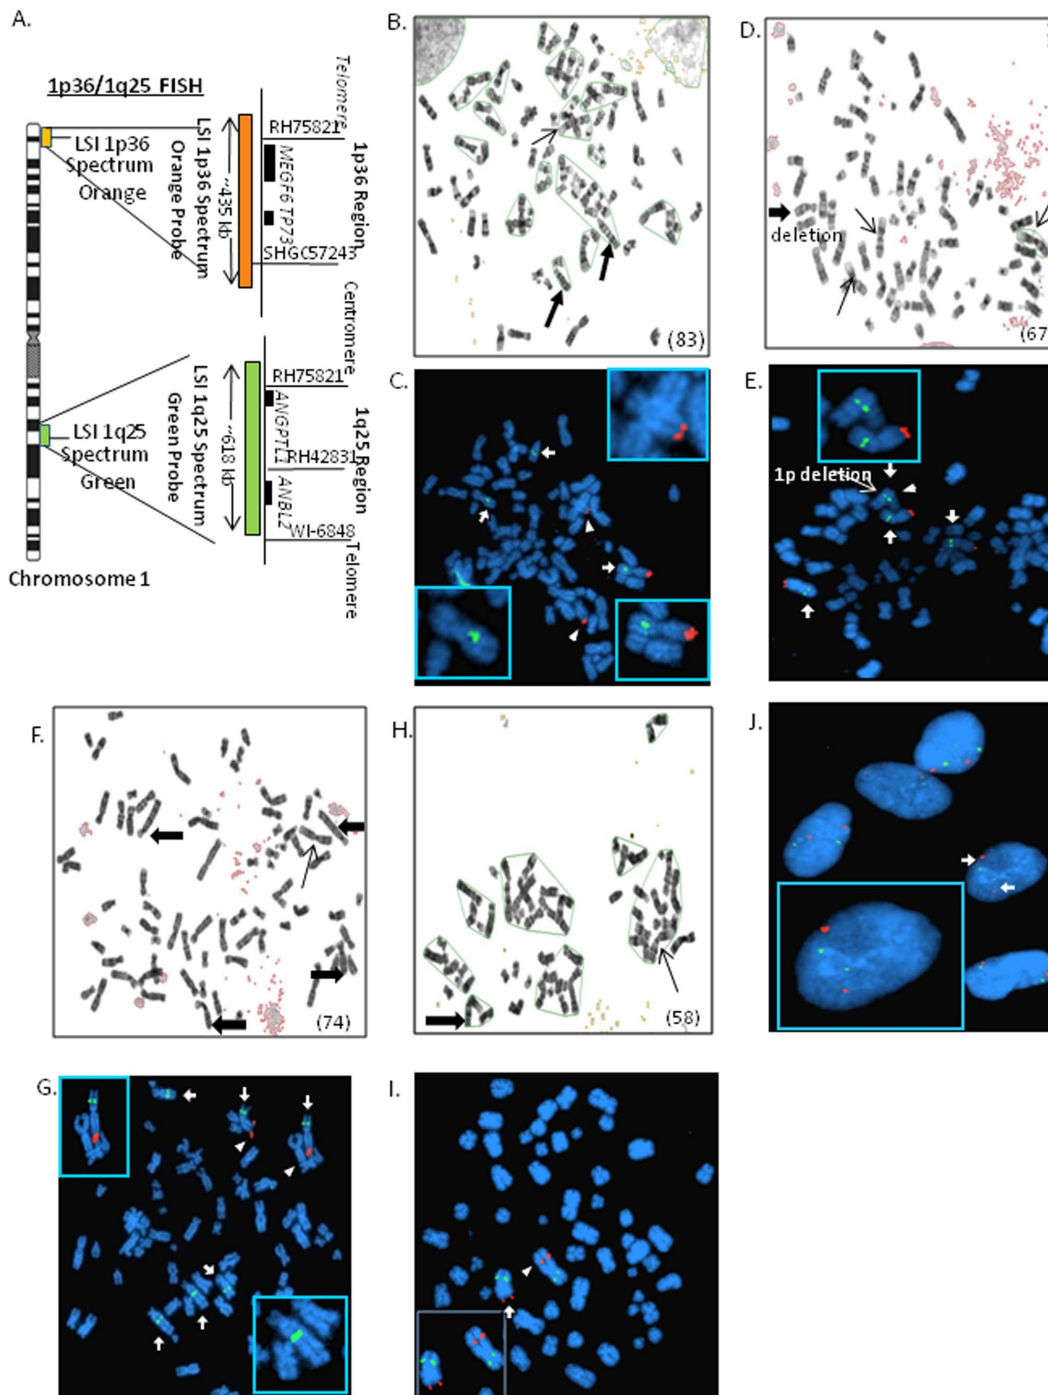 A.
1p36/1q25 FISH
LSI 1p36
Spectrum
Orange
LSI 1p36 Spectrum
Orange Probe
~435 kb
Telomere
RH75821
MEGF6 TP73
1p36 Region
SHGC57243
Centromere
LSI 1q25
Spectrum
Green
LSI 1q25 Spectrum
Green Probe
~618 kb
RH75821
ANGPTL1
RH42831
1q25 Region
ANBL2
WI-6848
Telomere
Chromosome 1
B.
(83)
C.
D.
deletion
(67
E.
1p deletion
F.
(74)
G.
H.
(58)
I.
J.